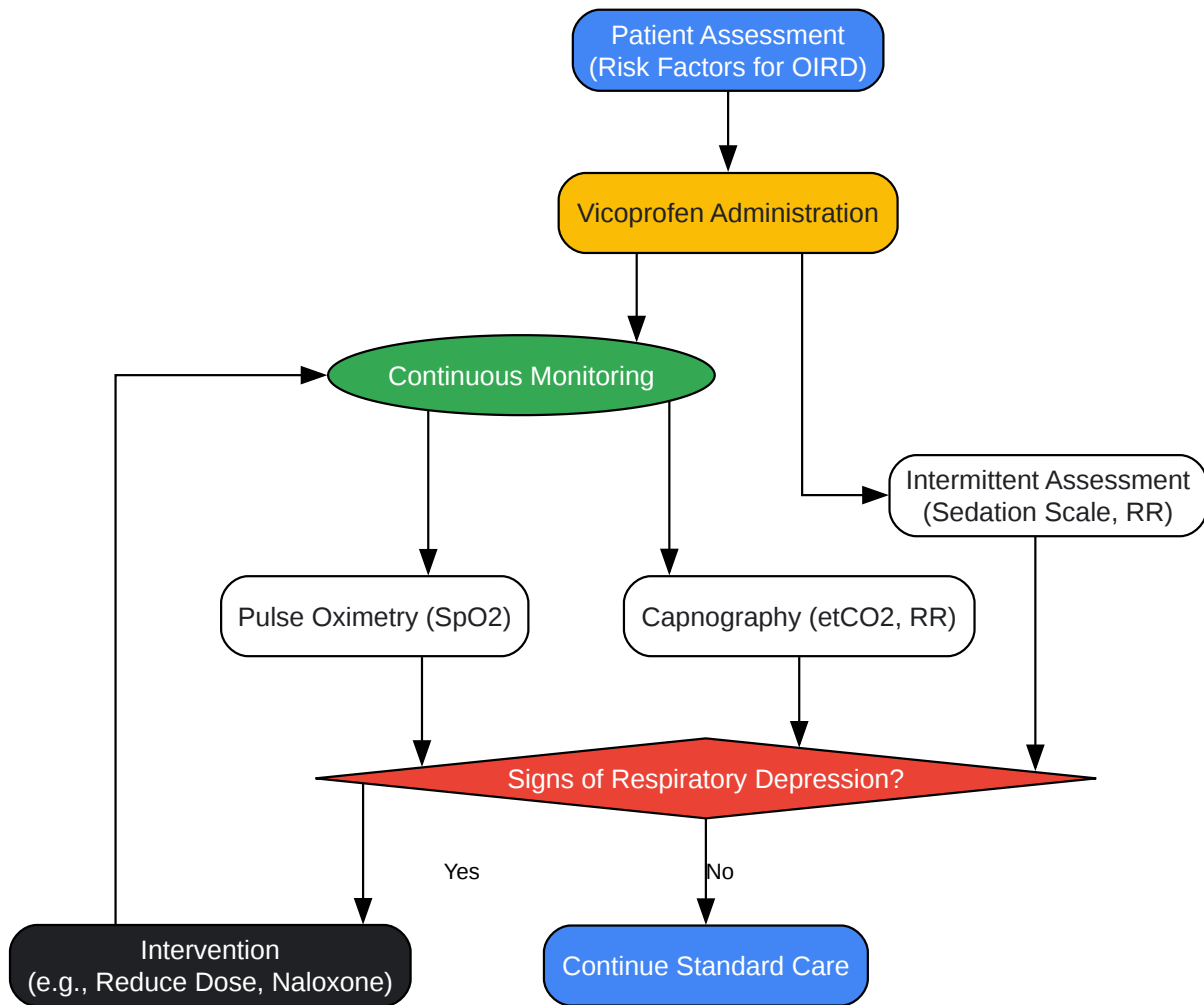 Patient Assessment
(Risk Factors for OIRD)
Vicoprofen Administration
Continuous Monitoring
Intermittent Assessment
(Sedation Scale, RR)
Pulse Oximetry (SpO2)
Capnography (etCO2, RR)
Signs of Respiratory Depression?
Yes
No
Intervention
(e.g., Reduce Dose, Naloxone)
Continue Standard Care